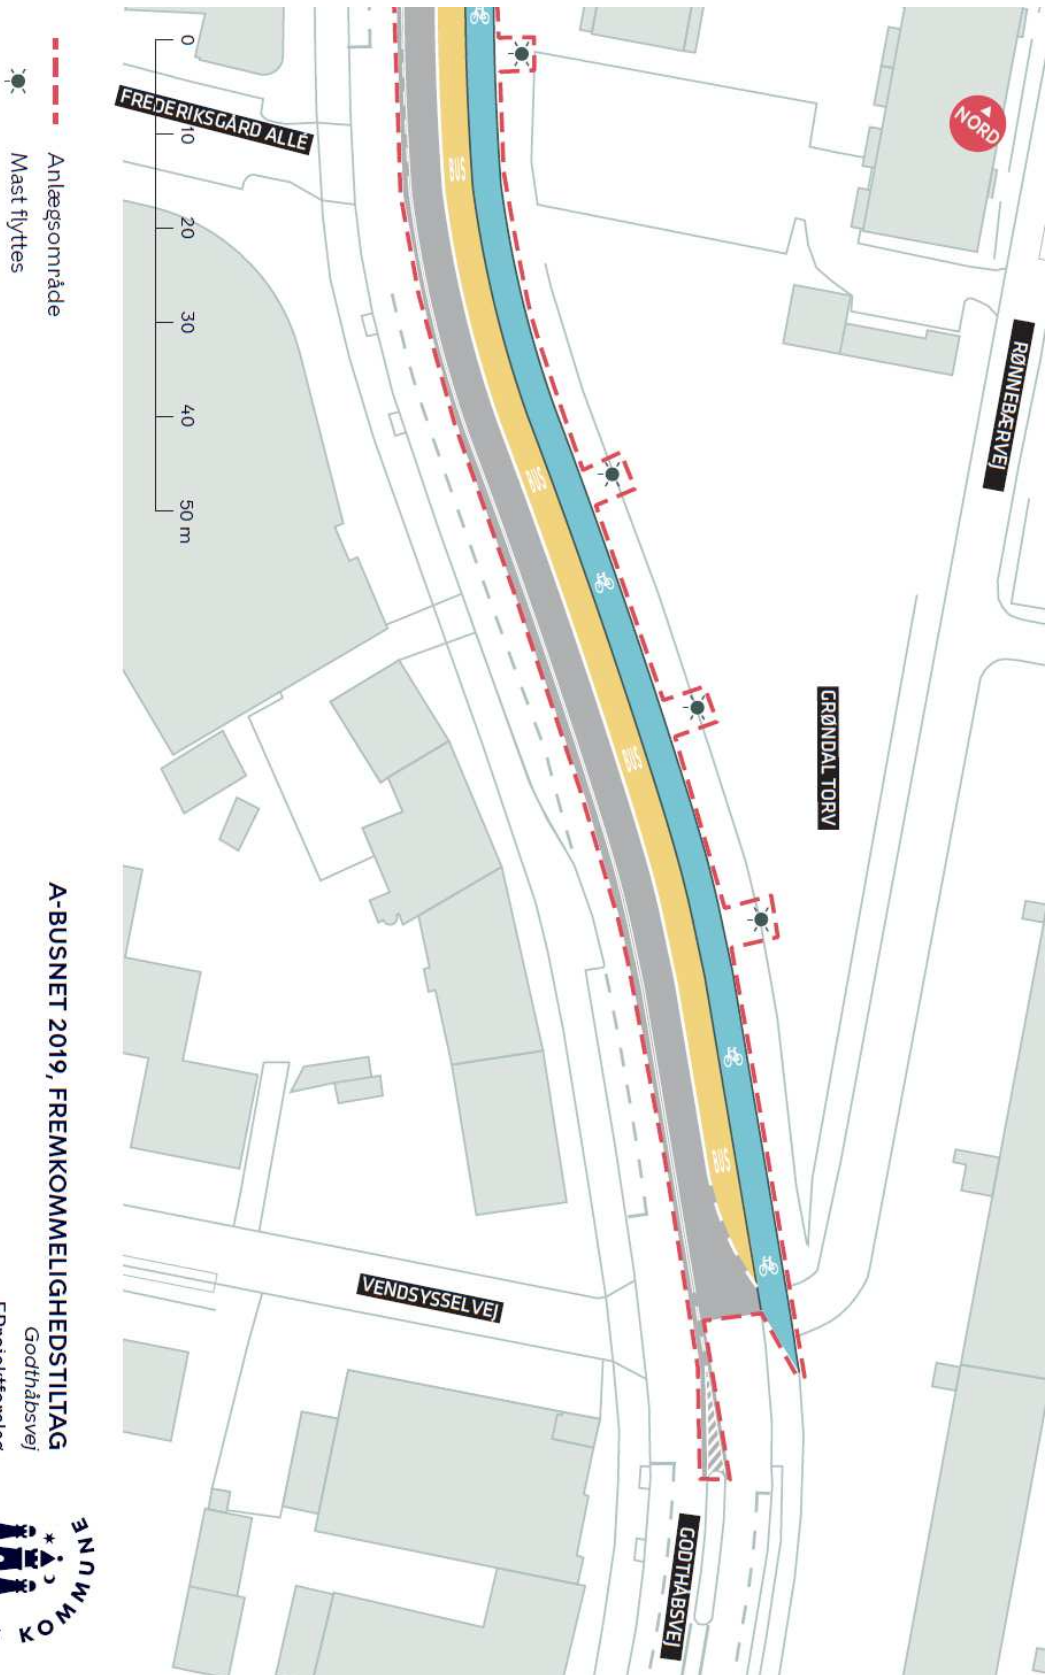 NORD
FREDERIKSGÅRD ALLÉ
RØNNEBÆRVEJ
GRØNDAL TORV
VENDSYSSELVEJ
GODTHÅBSVEJ
BUS
BUS
BUS
BUS
0 10 20 30 40 50 m
Anlægsområde
Mast flyttes
A-BUSNET 2019, FREMKOMMELIGHEDSTILTAG
Godthåbsvej
KOMMUNE